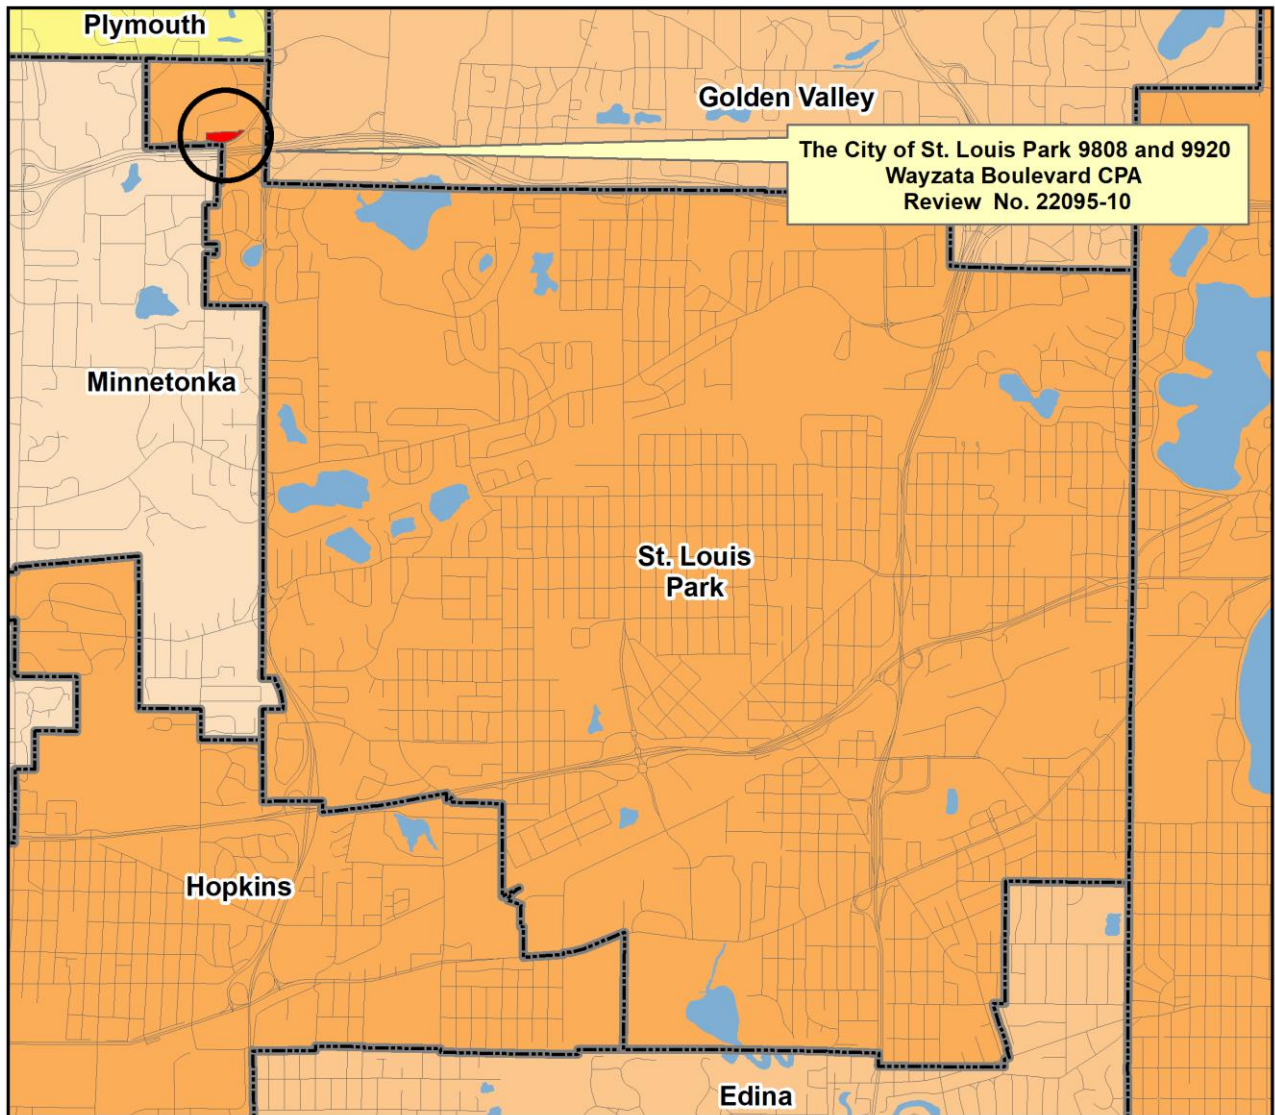 Plymouth
Golden Valley
The City of St. Louis Park 9808 and 9920
Wayzata Boulevard CPA
Review  No. 22095-10
Minnetonka
St. Louis
Park
Hopkins
Edina